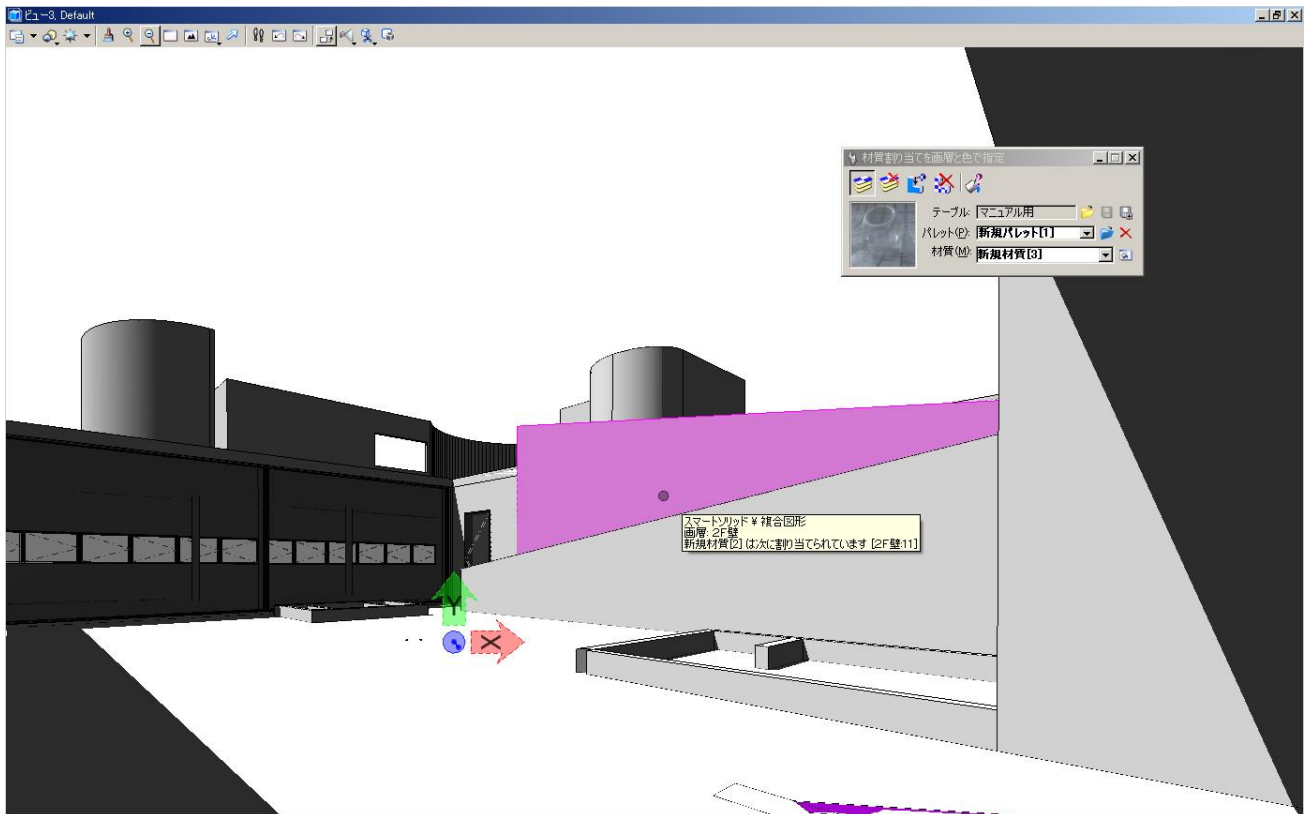 ビュー3, Default
材質割り当てを画層と色で指定
テーブル: マニュアル用
パレット(P): 新規パレット[1]
材質(M): 新規材質[3]
スマートソリッド ¥ 複合図形
画層: 2F壁
新規材質[2] は次に割り当てられています [2F壁:11]
Y
X